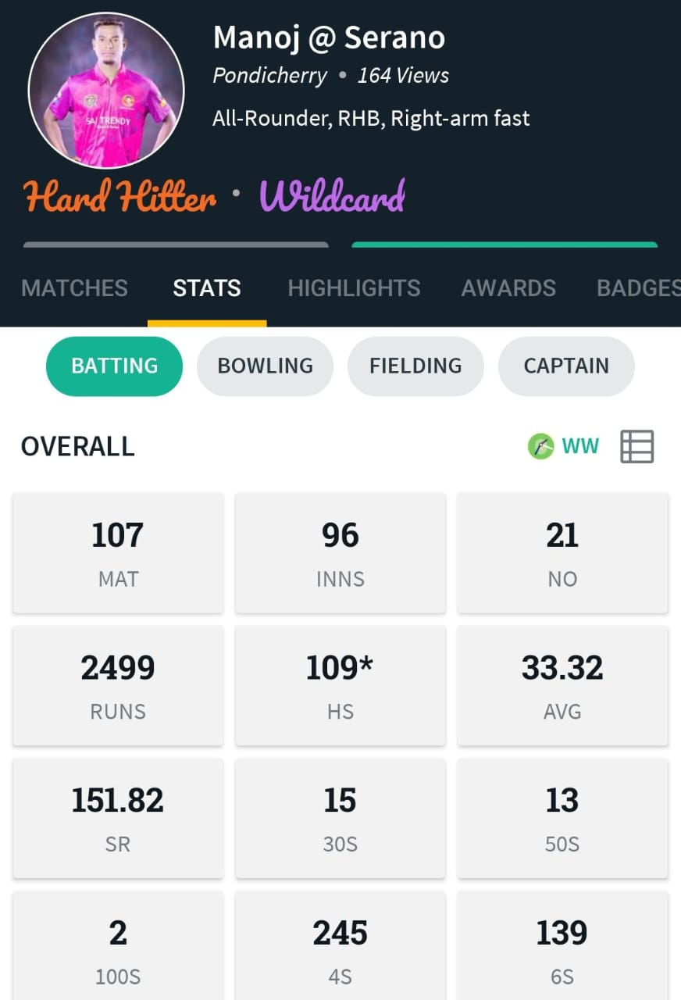 Manoj @ Serano
Pondicherry • 164 Views
All-Rounder, RHB, Right-arm fast
SAI TRENDY
Hard Hitter • Wildcard
MATCHES STATS HIGHLIGHTS AWARDS BADGES
BATTING BOWLING FIELDING CAPTAIN
OVERALL WW
107 96 21
MAT INNS NO
2499 109* 33.32
RUNS HS AVG
151.82 15 13
SR 30S 50S
2 245 139
100S 4S 6S